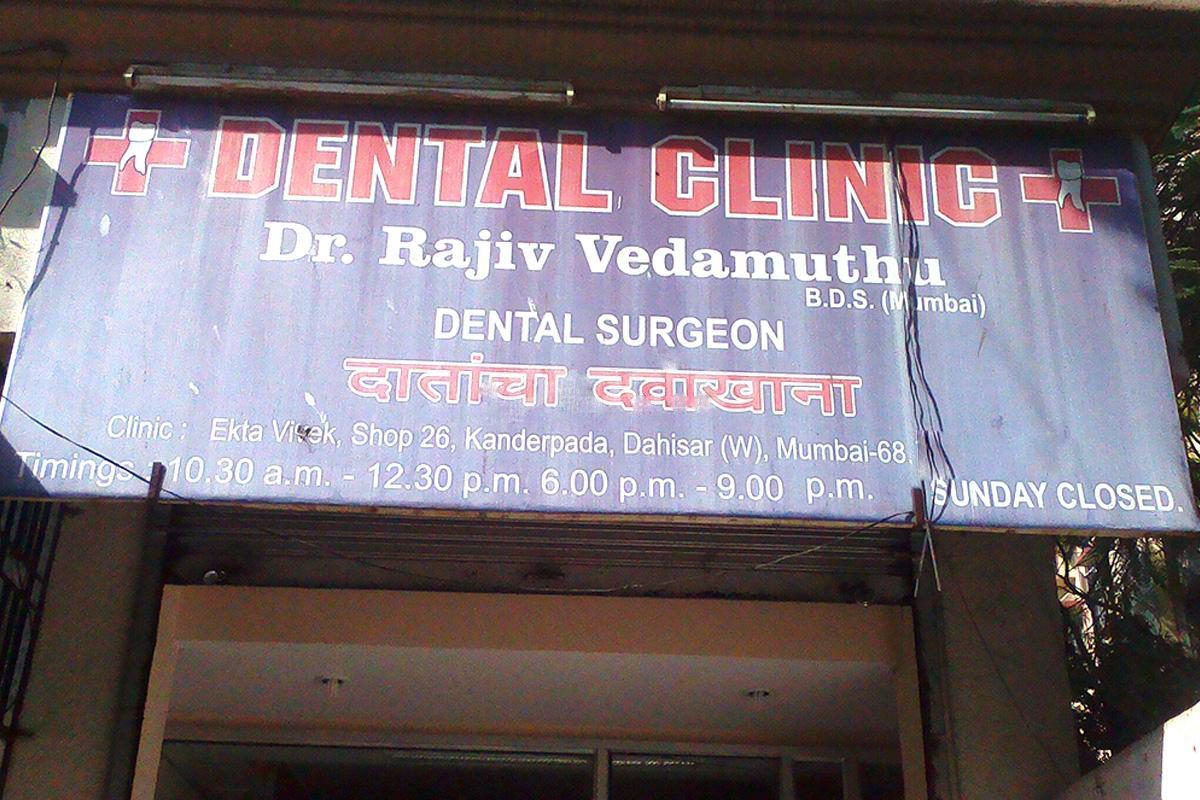 DENTAL CLINIC
Dr. Rajiv Vedamuthu
B.D.S. (Mumbai)
DENTAL SURGEON
दातांचा दवाखाना
Clinic : Ekta Vivek, Shop 26, Kanderpada, Dahisar (W), Mumbai-68.
Timings 10.30 a.m. - 12.30 p.m. 6.00 p.m. - 9.00 p.m. SUNDAY CLOSED.